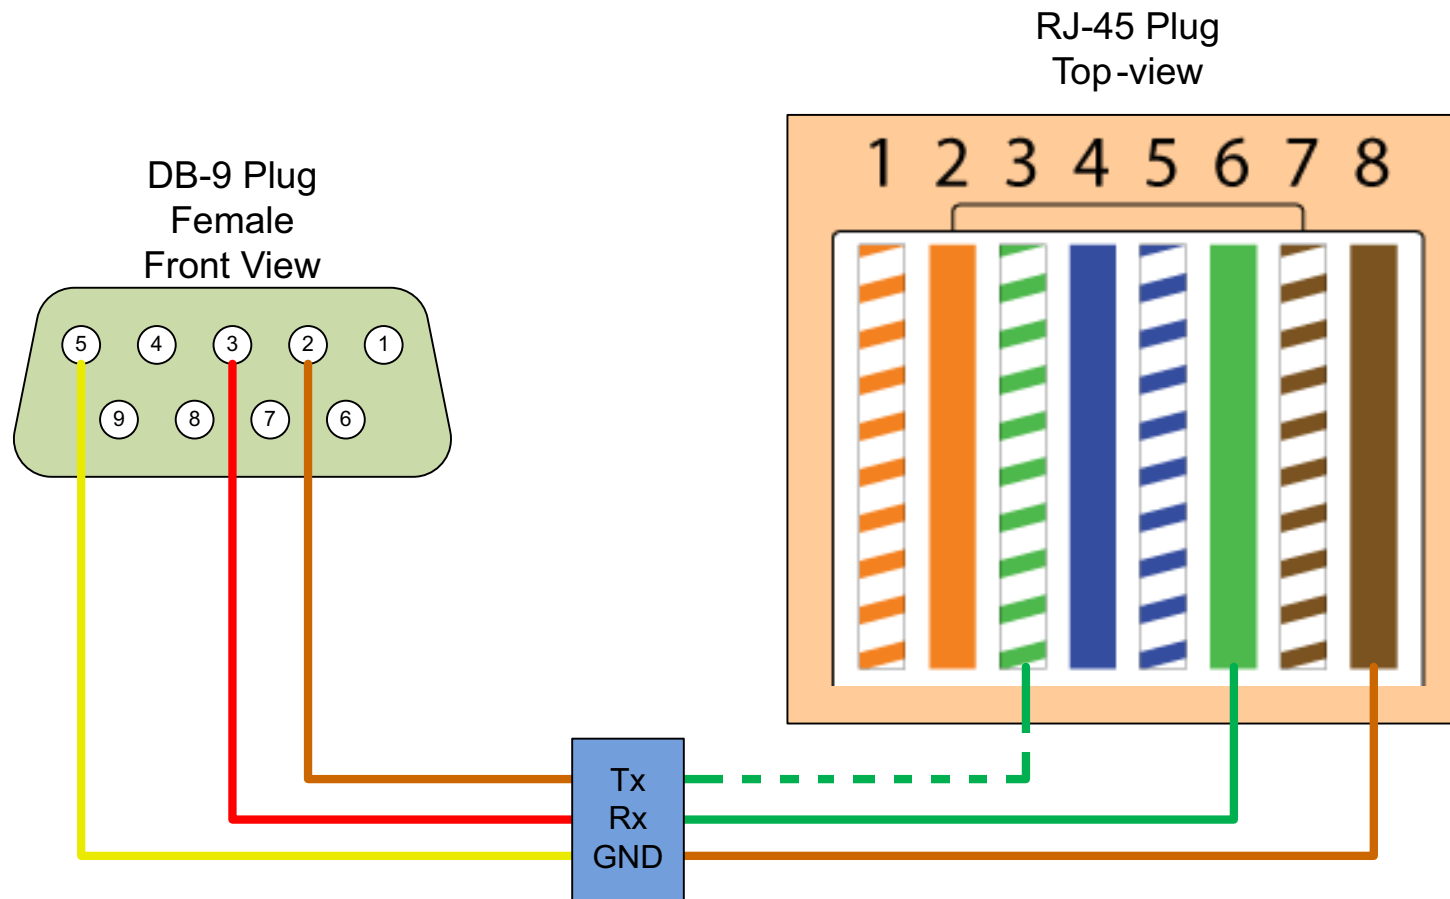 RJ-45 Plug
Top-view
1 2 3 4 5 6 7 8
DB-9 Plug
Female
Front View
5 4 3 2 1
9 8 7 6
Tx
Rx
GND